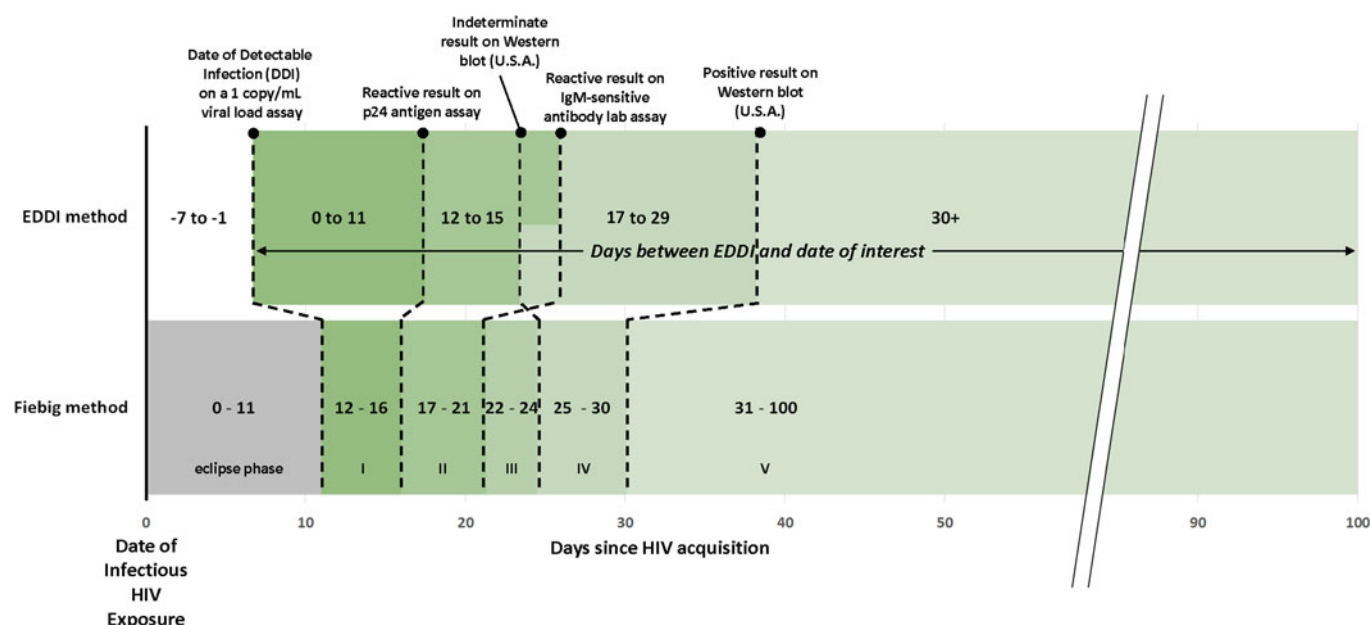 Indeterminate
result on Western
blot (U.S.A.)
Date of Detectable
Infection (DDI)
on a 1 copy/mL
viral load assay
Reactive result on
p24 antigen assay
Reactive result on
IgM-sensitive
antibody lab assay
Positive result on
Western blot
(U.S.A.)
EDDI method
-7 to -1
0 to 11
12 to 15
17 to 29
30+
Days between EDDI and date of interest
Fiebig method
0 - 11
12 - 16
17 - 21
22 - 24
25 - 30
31 - 100
eclipse phase
I
II
III
IV
V
0
10
20
30
40
50
90
100
Date of
Infectious
HIV
Exposure
Days since HIV acquisition